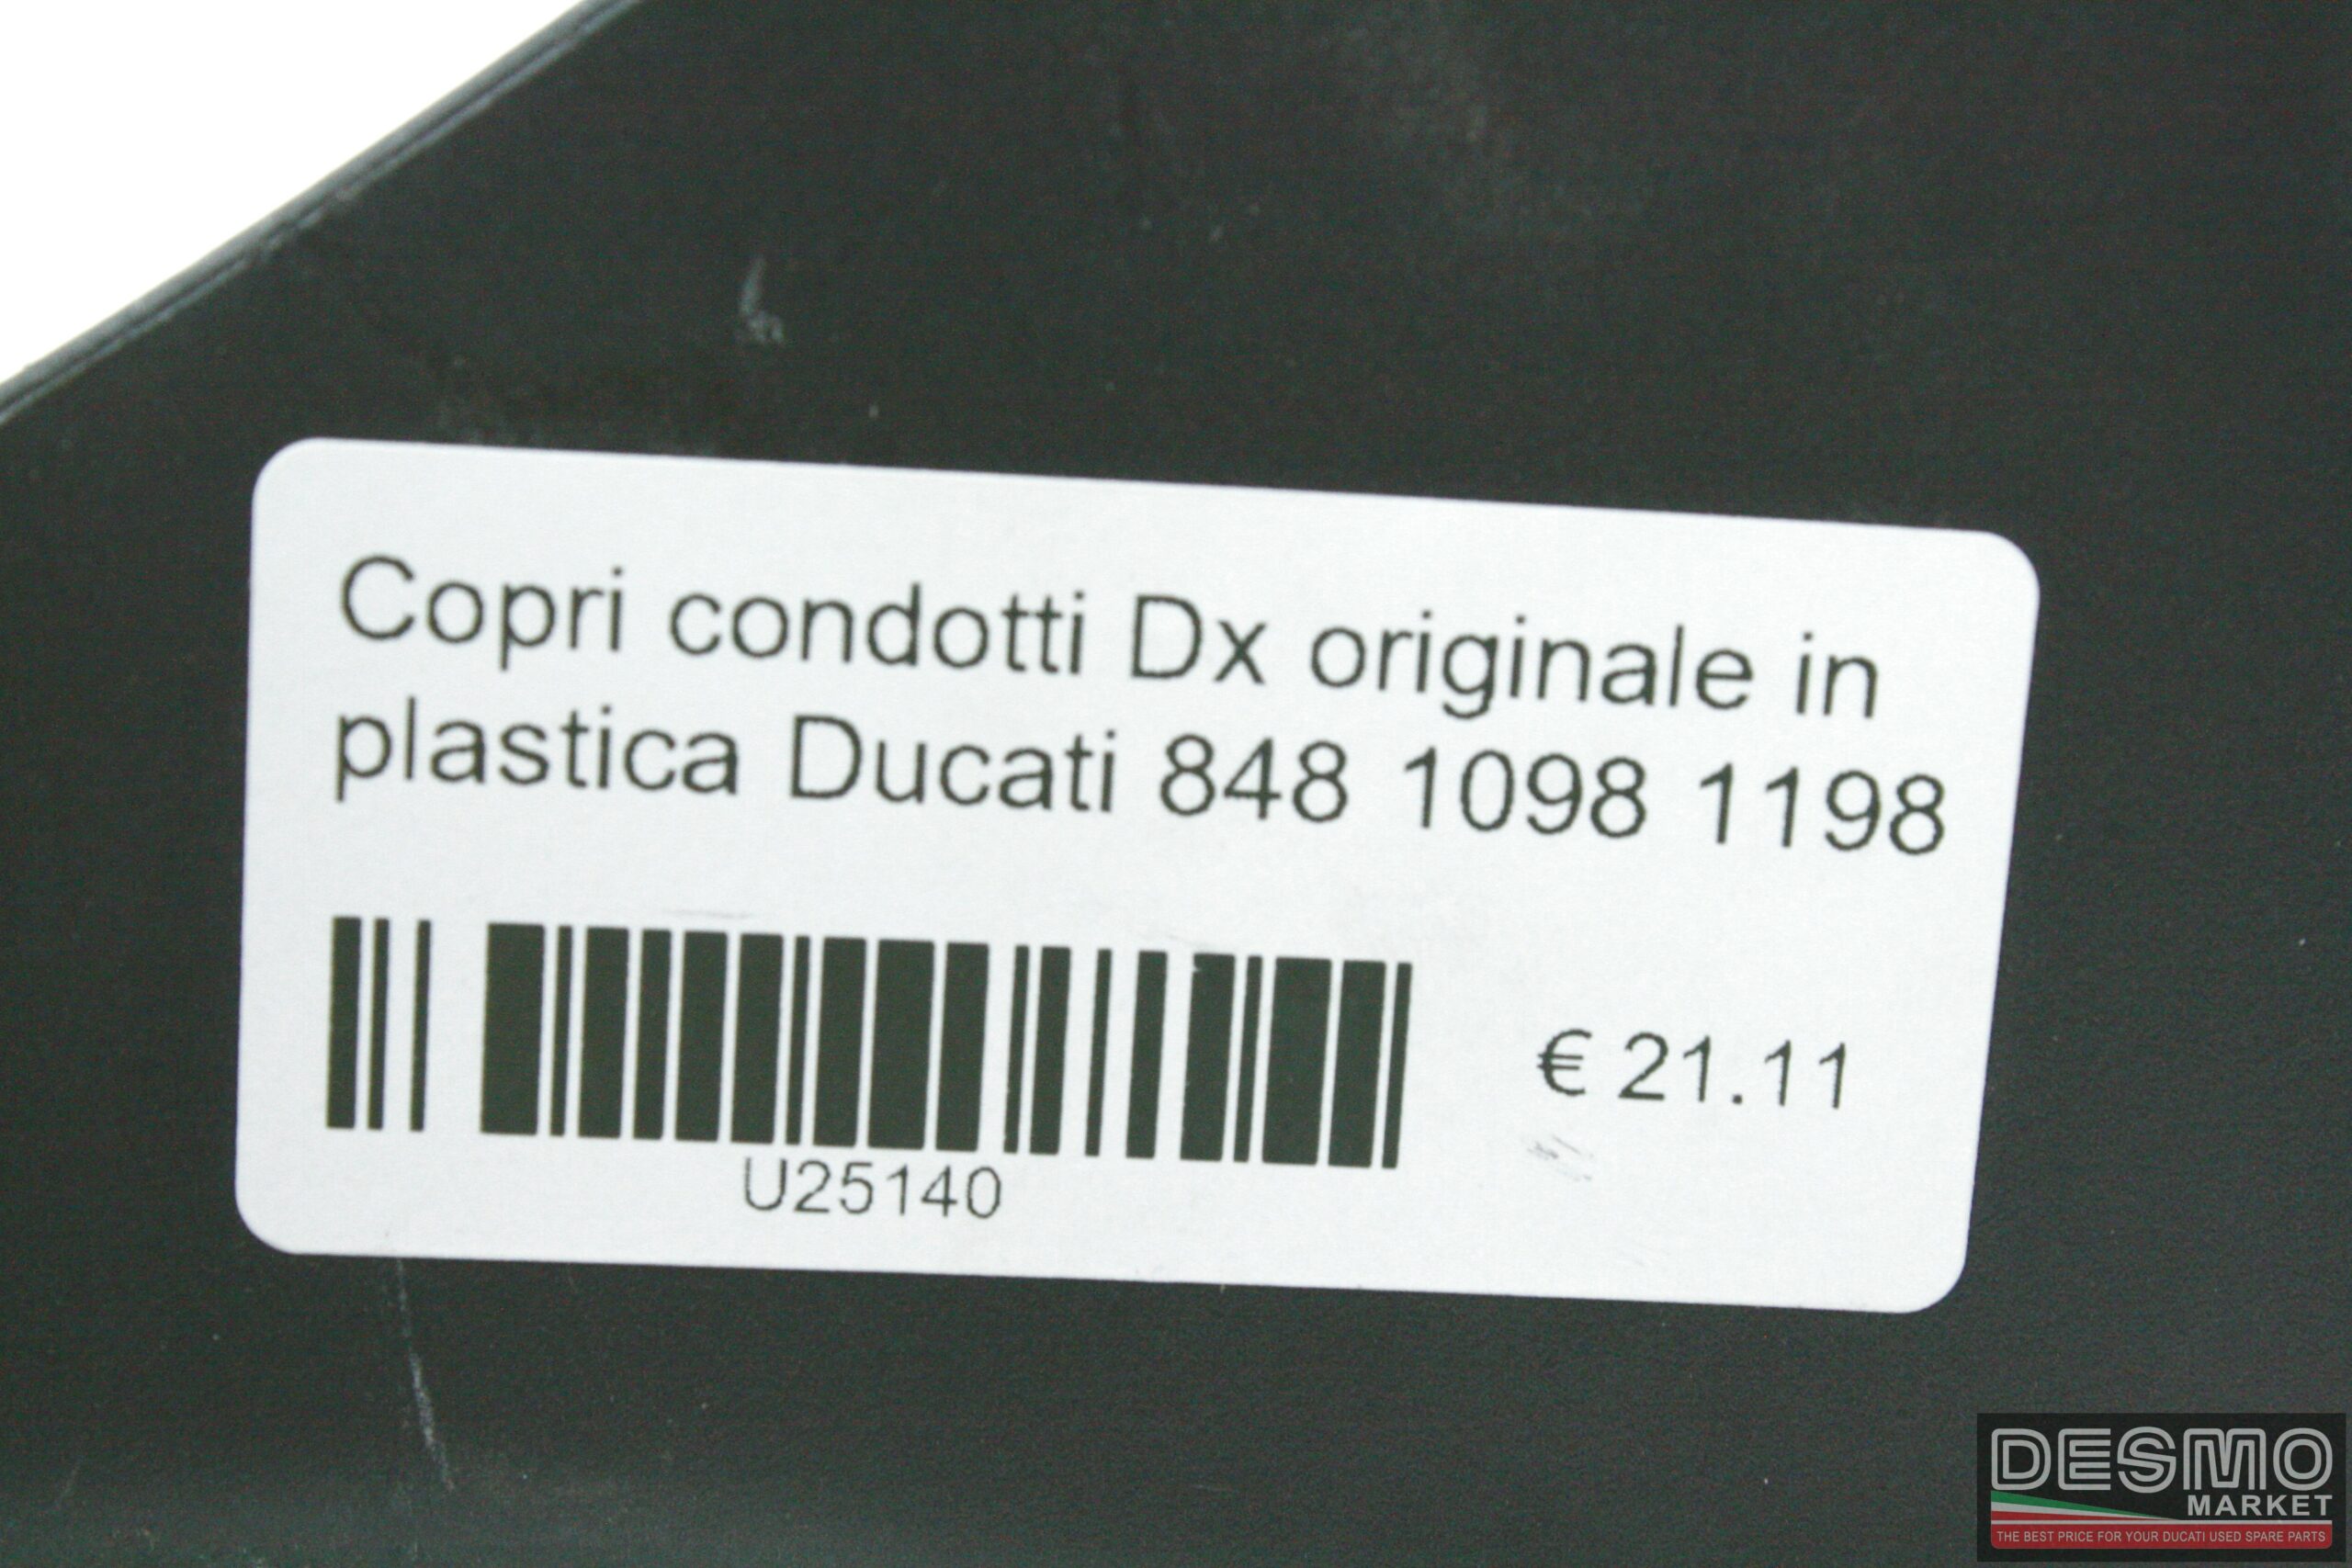 Copri condotti Dx originale in
plastica Ducati 848 1098 1198
€ 21.11
U25140
DESMO
MARKET
THE BEST PRICE FOR YOUR DUCATI USED SPARE PARTS